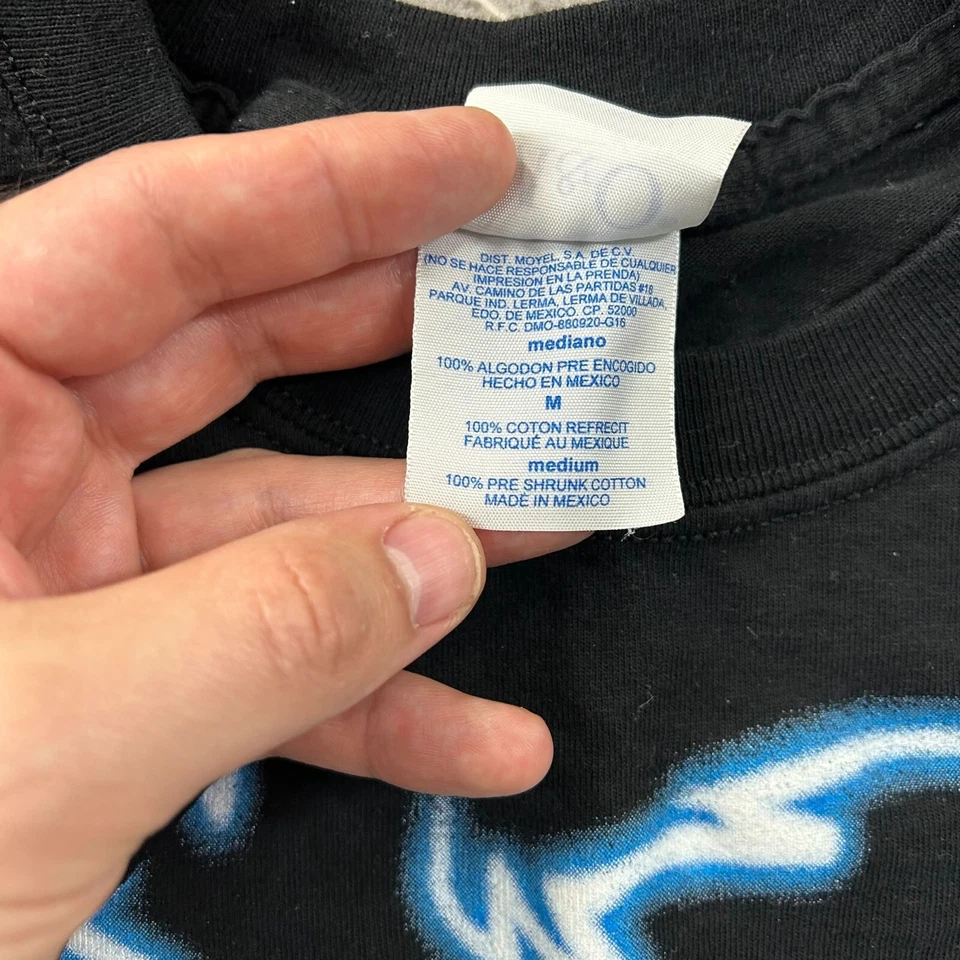 DIST. MOYEL, S.A. DE C.V.
(NO SE HACE RESPONSABLE DE CUALQUIER
IMPRESION EN LA PRENDA)
AV. CAMINO DE LAS PARTIDAS #18
PARQUE IND. LERMA, LERMA DE VILLADA,
EDO. DE MEXICO. CP. 52000
R.F.C. DMO-880920-G16
mediano
100% ALGODON PRE ENCOGIDO
HECHO EN MEXICO
M
100% COTON REFRECIT
FABRIQUÉ AU MEXIQUE
medium
100% PRE SHRUNK COTTON
MADE IN MEXICO